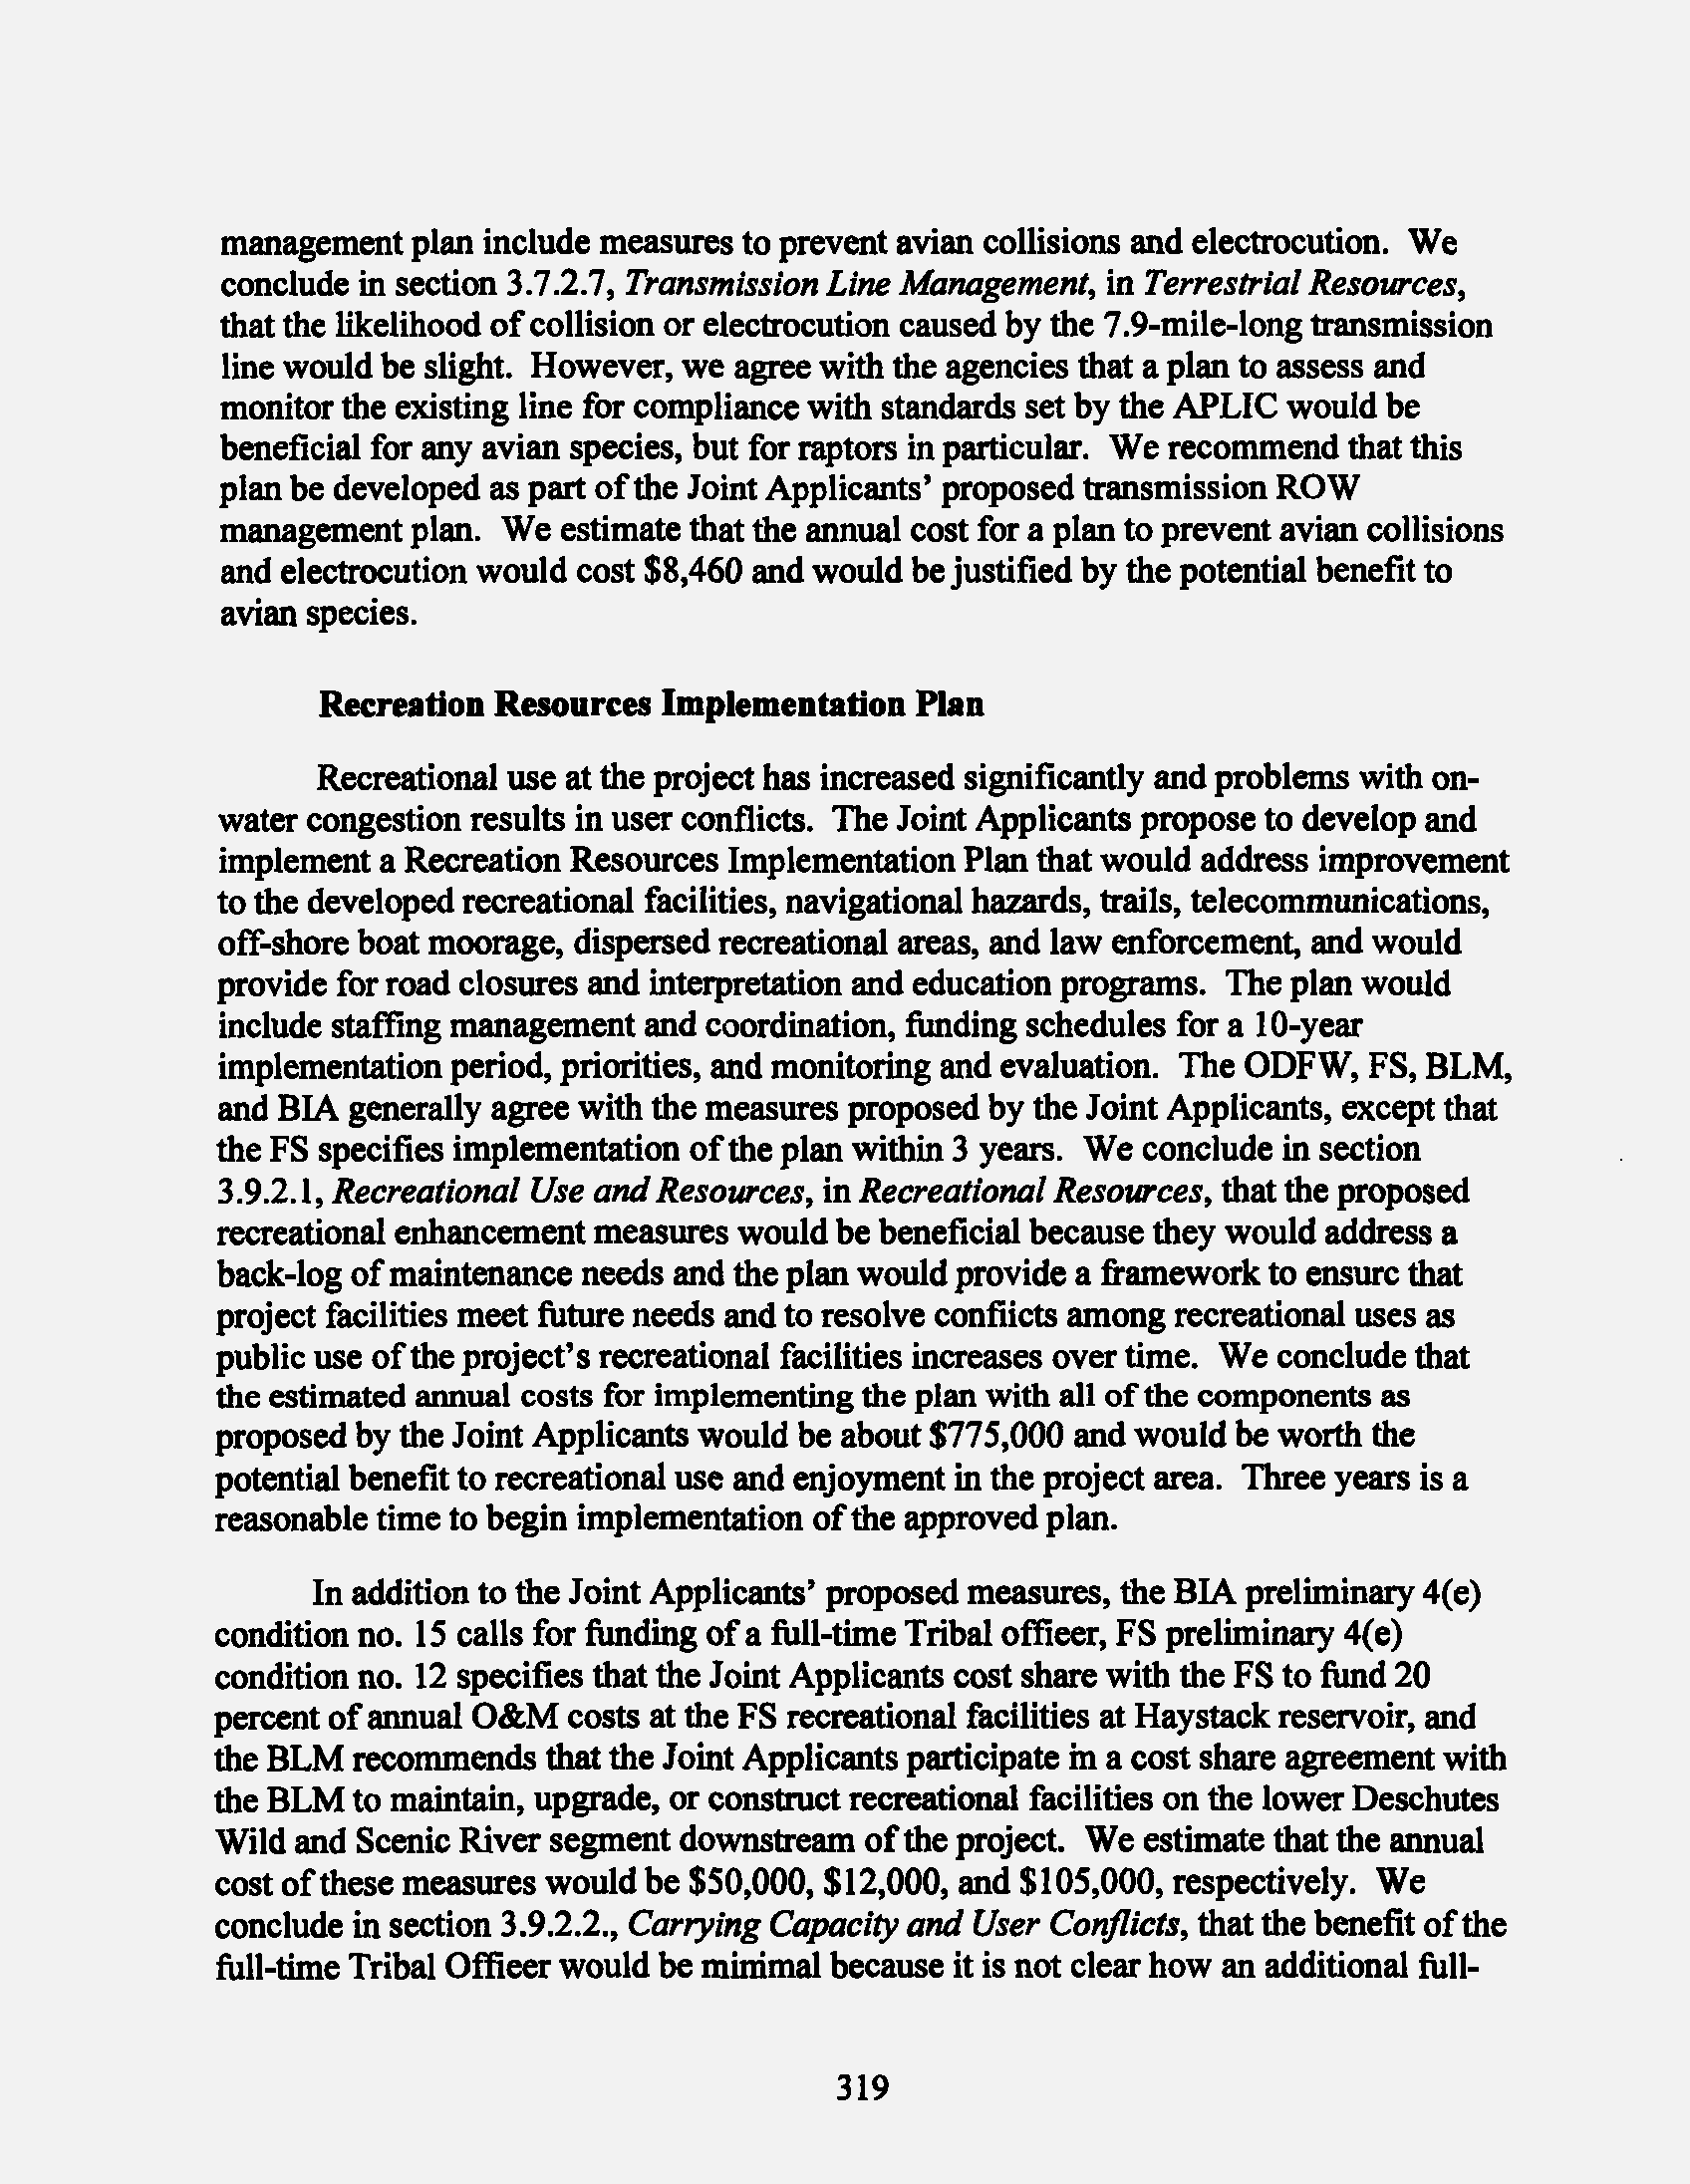 management plan include measures to prevent avian collisions and electrocution. We
conclude in section 3.7.2.7, Transmission Line Management, in Terrestrial Resources,
that the likelihood of collision or electrocution caused by the 7.9-mile-long transmission
line would be slight. However, we agree with the agencies that a plan to assess and
monitor the existing line for compliance with standards set by the APLIC would be
beneficial for any avian species, but for raptors in particular. We recommend that this
plan be developed as part of the Joint Applicants' proposed transmission ROW
management plan. We estimate that the annual cost for a plan to prevent avian collisions
and electrocution would cost $8,460 and would be justified by the potential benefit to
avian species.
Recreation Resources Implementation Plan
Recreational use at the project has increased significantly and problems with on-
water congestion results in user conflicts. The Joint Applicants propose to develop and
implement a Recreation Resources Implementation Plan that would address improvement
to the developed recreational facilities, navigational hazards, trails, telecommunications,
off-shore boat moorage, dispersed recreational areas, and law enforcement, and would
provide for road closures and interpretation and education programs. The plan would
include staffing management and coordination, funding schedules for a 10-year
implementation period, priorities, and monitoring and evaluation. The ODFW, FS, BLM,
and BIA generally agree with the measures proposed by the Joint Applicants, except that
the FS specifies implementation of the plan within 3 years. We conclude in section
3.9.2.1, Recreational Use and Resources, in Recreational Resources, that the proposed
recreational enhancement measures would be beneficial because they would address a
back-log of maintenance needs and the plan would provide a framework to ensure that
project facilities meet future needs and to resolve conflicts among recreational uses as
public use of the project's recreational facilities increases over time. We conclude that
the estimated annual costs for implementing the plan with all of the components as
proposed by the Joint Applicants would be about $775,000 and would be worth the
potential benefit to recreational use and enjoyment in the project area. Three years is a
reasonable time to begin implementation of the approved plan.
In addition to the Joint Applicants' proposed measures, the BIA preliminary 4(e)
condition no. 15 calls for funding of a full-time Tribal officer, FS preliminary 4(e)
condition no. 12 specifies that the Joint Applicants cost share with the FS to fund 20
percent of annual O&M costs at the FS recreational facilities at Haystack reservoir, and
the BLM recommends that the Joint Applicants participate in a cost share agreement with
the BLM to maintain, upgrade, or construct recreational facilities on the lower Deschutes
Wild and Scenic River segment downstream of the project. We estimate that the annual
cost of these measures would be $50,000, $12,000, and $105,000, respectively. We
conclude in section 3.9.2.2., Carrying Capacity and User Conflicts, that the benefit of the
full-time Tribal Officer would be minimal because it is not clear how an additional full-
319